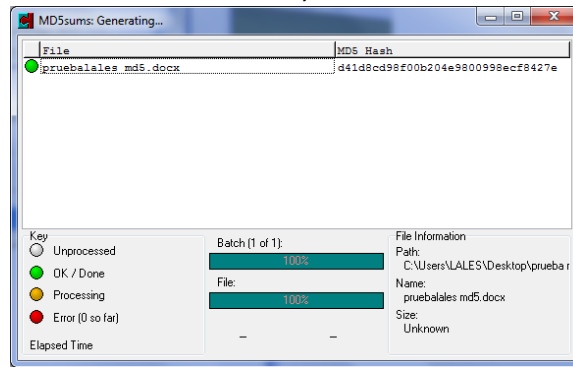 MD5sums: Generating...
File MD5 Hash
pruebalales md5.docx d41d8cd98f00b204e9800998ecf8427e
Key
Unprocessed
OK / Done
Processing
Error (0 so far)
Elapsed Time
Batch (1 of 1):
100%
File:
100%
– –
File Information
Path:
C:\Users\LALES\Desktop\prueba r
Name:
pruebalales md5.docx
Size:
Unknown